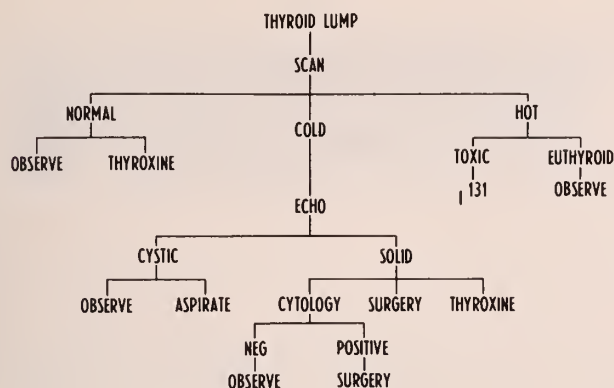 THYROID LUMP
SCAN
NORMAL COLD HOT
OBSERVE THYROXINE TOXIC EUTHYROID
I 131 OBSERVE
ECHO
CYSTIC SOLID
OBSERVE ASPIRATE CYTOLOGY SURGERY THYROXINE
NEG POSITIVE
OBSERVE SURGERY